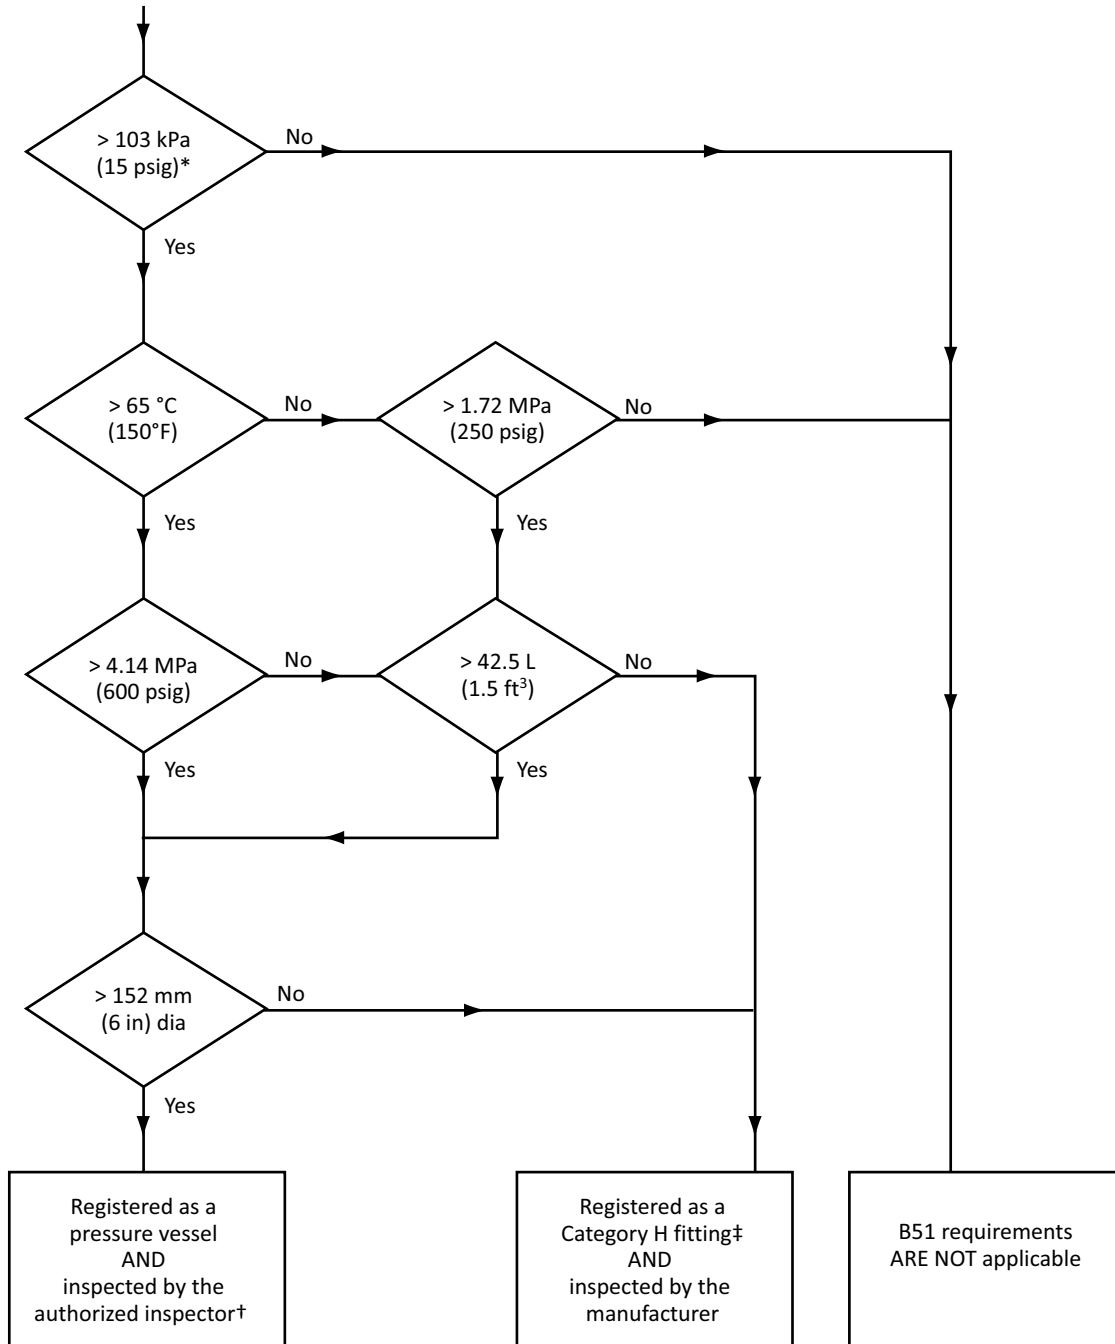 > 103 kPa
(15 psig)*
No
Yes
> 65 °C
(150°F)
No
> 1.72 MPa
(250 psig)
No
Yes
Yes
> 4.14 MPa
(600 psig)
No
> 42.5 L
(1.5 ft³)
No
Yes
Yes
> 152 mm
(6 in) dia
No
Yes
Registered as a
pressure vessel
AND
inspected by the
authorized inspector†
Registered as a
Category H fitting‡
AND
inspected by the
manufacturer
B51 requirements
ARE NOT applicable